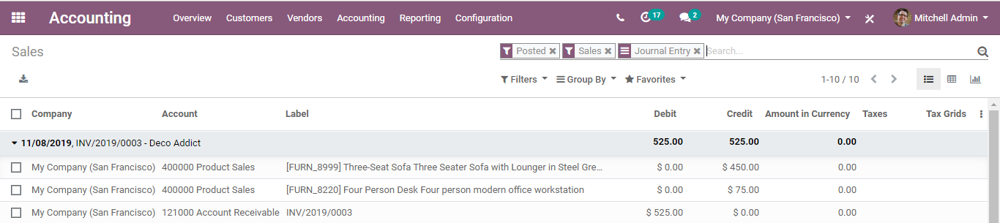 Accounting Overview Customers Vendors Accounting Reporting Configuration 17 2 My Company (San Francisco) Mitchell Admin
Sales Posted Sales Journal Entry Search...
Filters Group By Favorites 1-10 / 10
Company Account Label Debit Credit Amount in Currency Taxes Tax Grids
11/08/2019, INV/2019/0003 - Deco Addict 525.00 525.00 0.00
My Company (San Francisco) 400000 Product Sales [FURN_8999] Three-Seat Sofa Three Seater Sofa with Lounger in Steel Gre... $ 0.00 $ 450.00 0.00
My Company (San Francisco) 400000 Product Sales [FURN_8220] Four Person Desk Four person modern office workstation $ 0.00 $ 75.00 0.00
My Company (San Francisco) 121000 Account Receivable INV/2019/0003 $ 525.00 $ 0.00 0.00